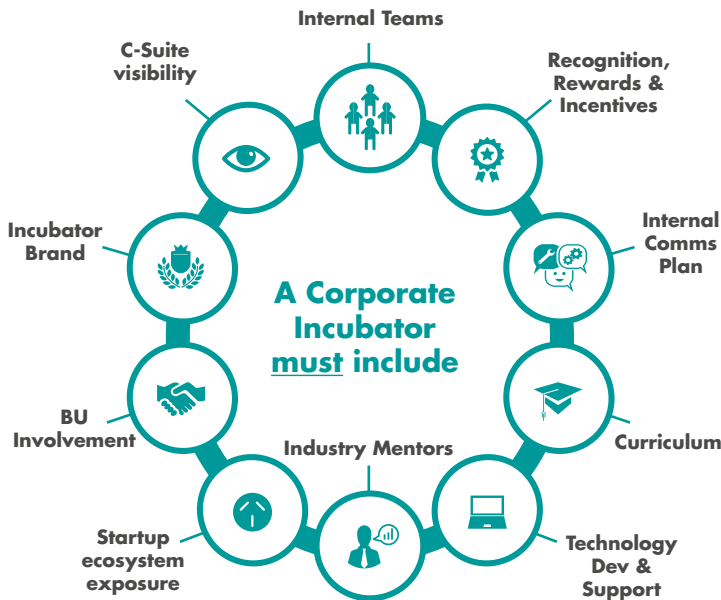 Internal Teams
C-Suite
visibility
Recognition,
Rewards &
Incentives
Incubator
Brand
Internal
Comms
Plan
A Corporate
Incubator
must include
BU
Involvement
Industry Mentors
Curriculum
Startup
ecosystem
exposure
Technology
Dev &
Support